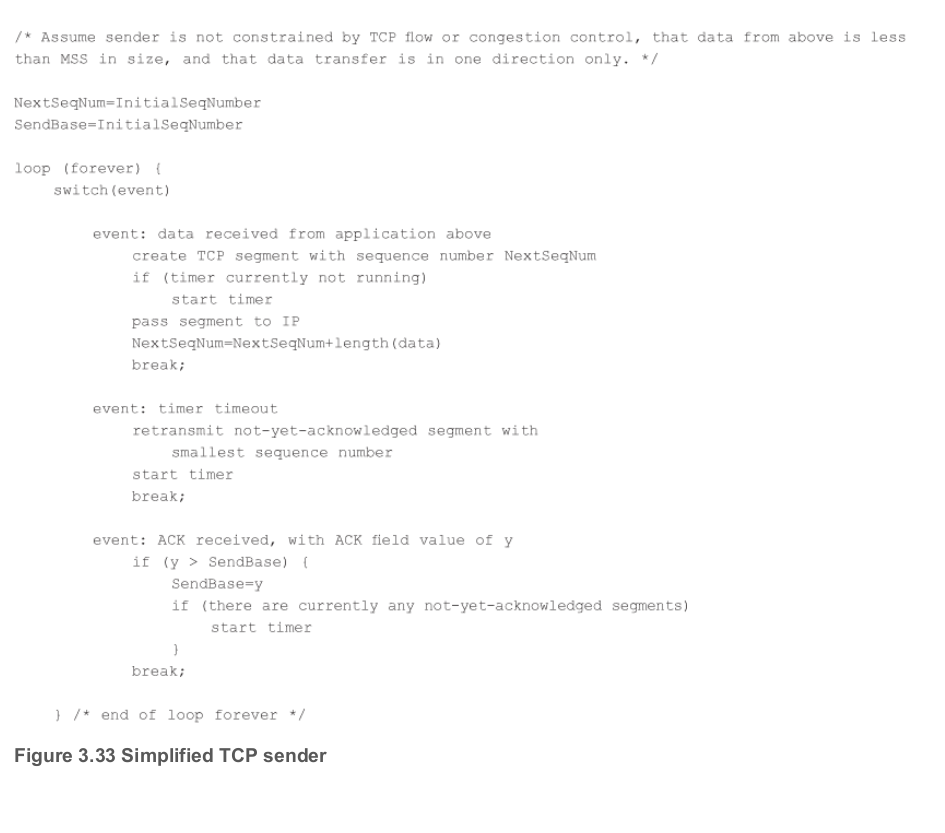 /* Assume sender is not constrained by TCP flow or congestion control, that data from above is less
than MSS in size, and that data transfer is in one direction only. */
NextSeqNum=InitialSeqNumber
SendBase=InitialSeqNumber
loop (forever) {
switch(event)
event: data received from application above
create TCP segment with sequence number NextSeqNum
if (timer currently not running)
start timer
pass segment to IP
NextSeqNum=NextSeqNum+length(data)
break;
event: timer timeout
retransmit not-yet-acknowledged segment with
smallest sequence number
start timer
break;
event: ACK received, with ACK field value of y
if (y > SendBase) {
SendBase=y
if (there are currently any not-yet-acknowledged segments)
start timer
}
break;
} /* end of loop forever */
Figure 3.33 Simplified TCP sender